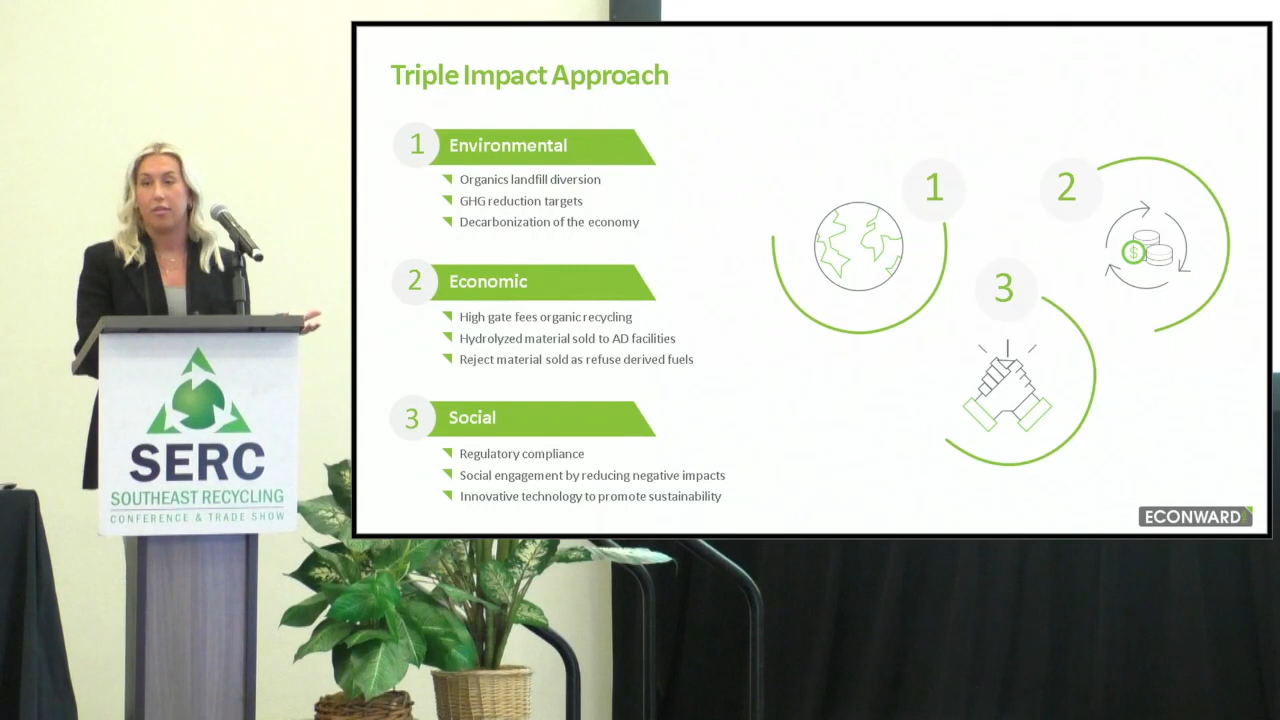 Triple Impact Approach
1 Environmental
Organics landfill diversion
GHG reduction targets
Decarbonization of the economy
2 Economic
High gate fees organic recycling
Hydrolyzed material sold to AD facilities
Reject material sold as refuse derived fuels
3 Social
Regulatory compliance
Social engagement by reducing negative impacts
Innovative technology to promote sustainability
1
2
$
3
ECONWARD
SERC
SOUTHEAST RECYCLING
CONFERENCE & TRADE SHOW